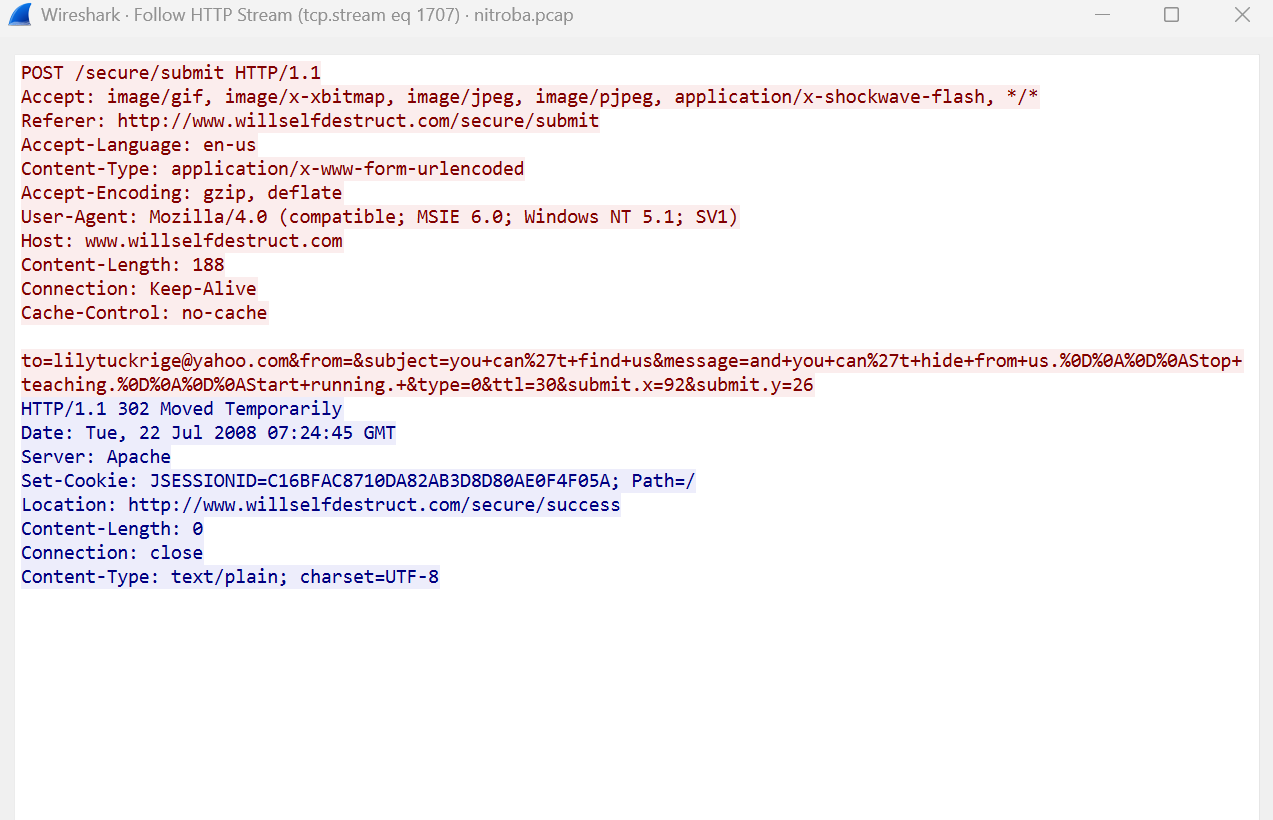 Wireshark · Follow HTTP Stream (tcp.stream eq 1707) · nitroba.pcap
POST /secure/submit HTTP/1.1
Accept: image/gif, image/x-xbitmap, image/jpeg, image/pjpeg, application/x-shockwave-flash, */*
Referer: http://www.willselfdestruct.com/secure/submit
Accept-Language: en-us
Content-Type: application/x-www-form-urlencoded
Accept-Encoding: gzip, deflate
User-Agent: Mozilla/4.0 (compatible; MSIE 6.0; Windows NT 5.1; SV1)
Host: www.willselfdestruct.com
Content-Length: 188
Connection: Keep-Alive
Cache-Control: no-cache
to=lilytuckrige@yahoo.com&from=&subject=you+can%27t+find+us&message=and+you+can%27t+hide+from+us.%0D%0A%0D%0AStop+
teaching.%0D%0A%0D%0AStart+running.+&type=0&ttl=30&submit.x=92&submit.y=26
HTTP/1.1 302 Moved Temporarily
Date: Tue, 22 Jul 2008 07:24:45 GMT
Server: Apache
Set-Cookie: JSESSIONID=C16BFAC8710DA82AB3D8D80AE0F4F05A; Path=/
Location: http://www.willselfdestruct.com/secure/success
Content-Length: 0
Connection: close
Content-Type: text/plain; charset=UTF-8